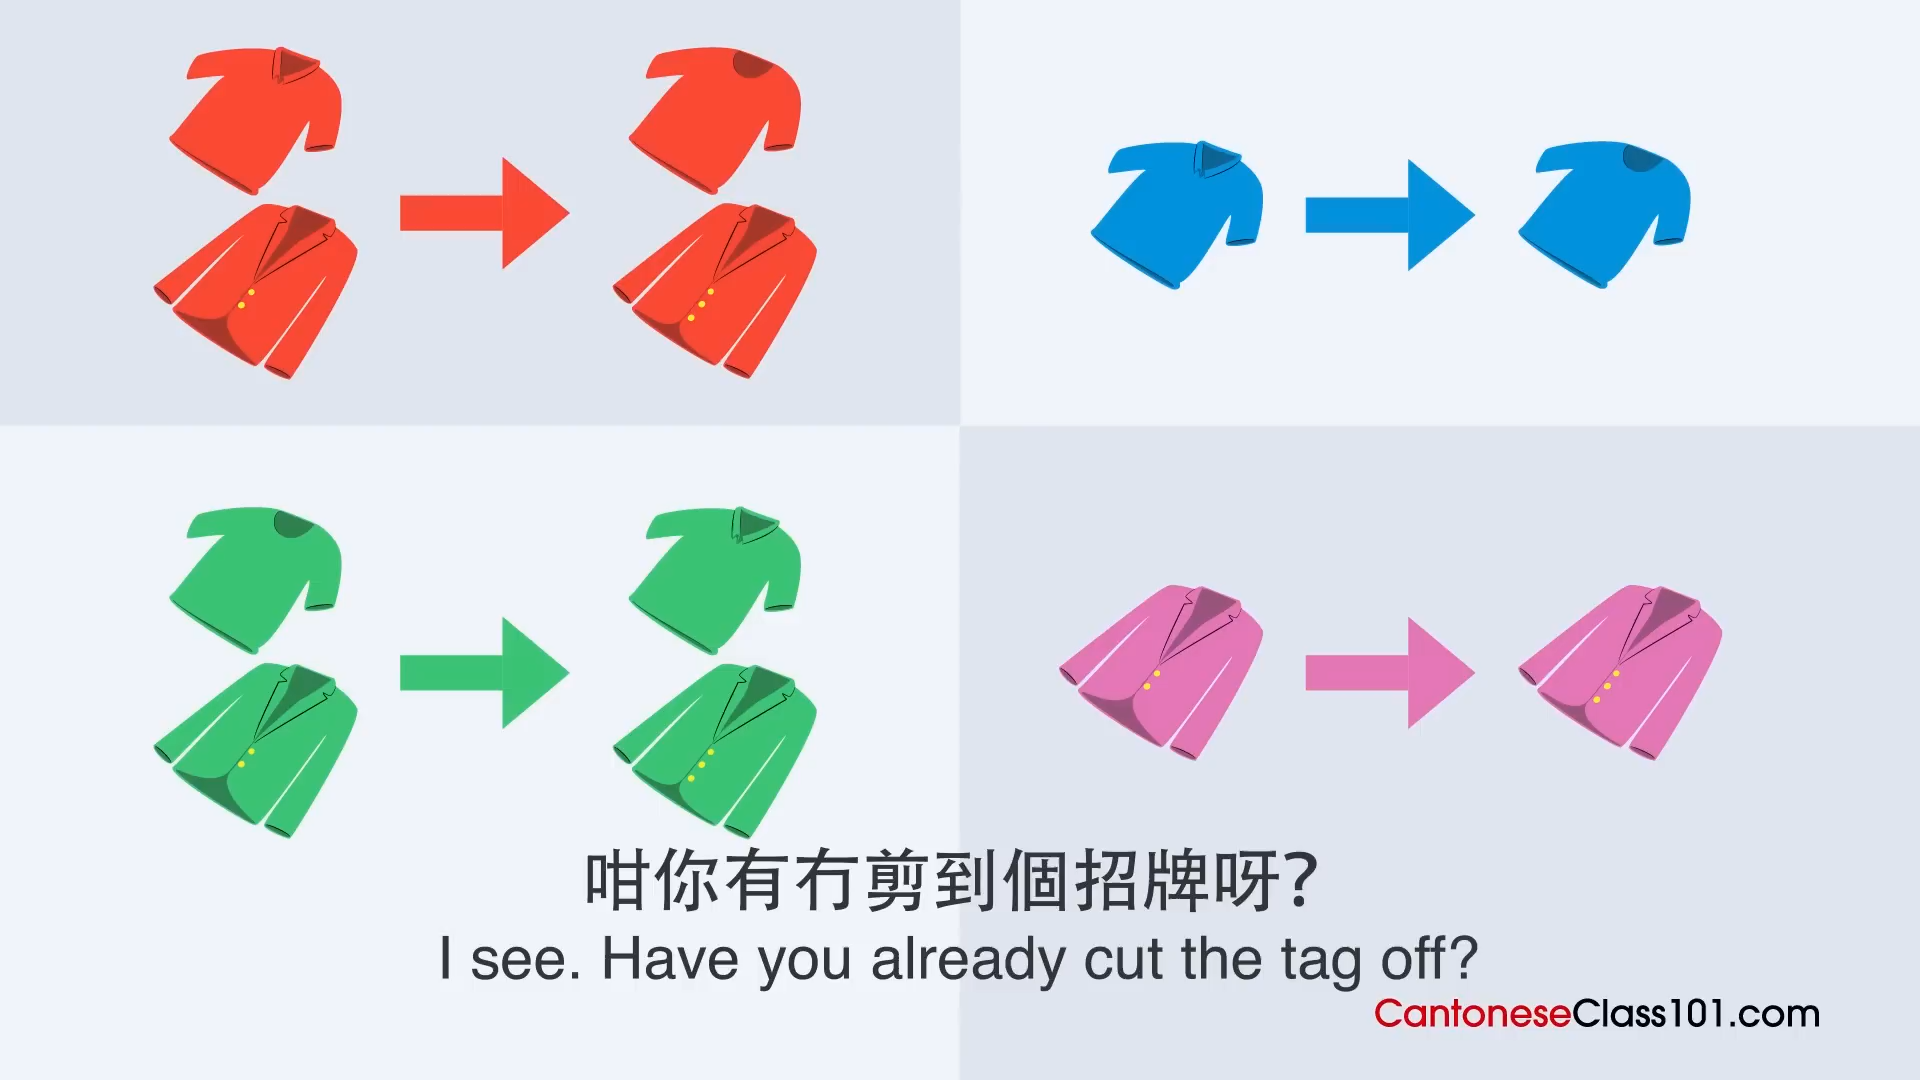 咁你有冇剪到個招牌呀?
I see. Have you already cut the tag off?
CantoneseClass101.com